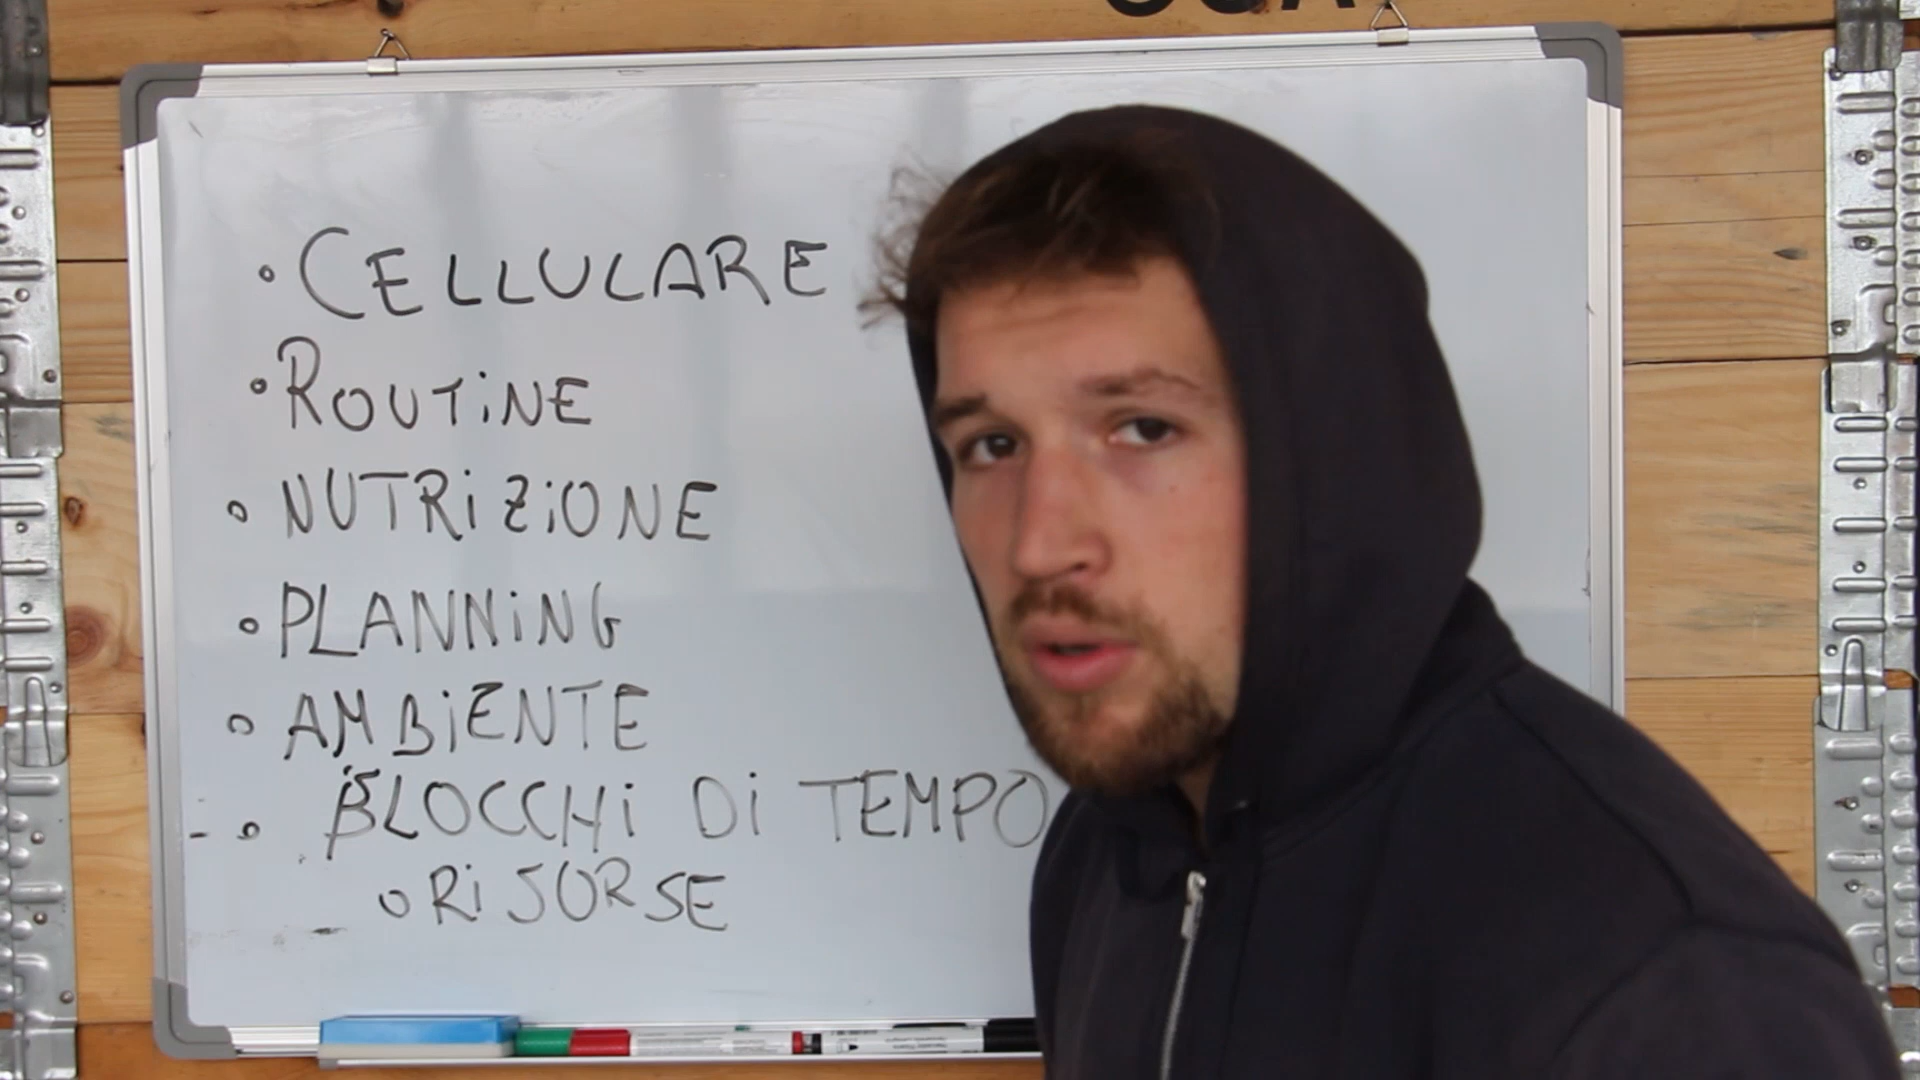 • CELLULARE
• ROUTINE
• NUTRIZIONE
• PLANNING
• AMBIENTE
- • BLOCCHI DI TEMPO
• RISORSE